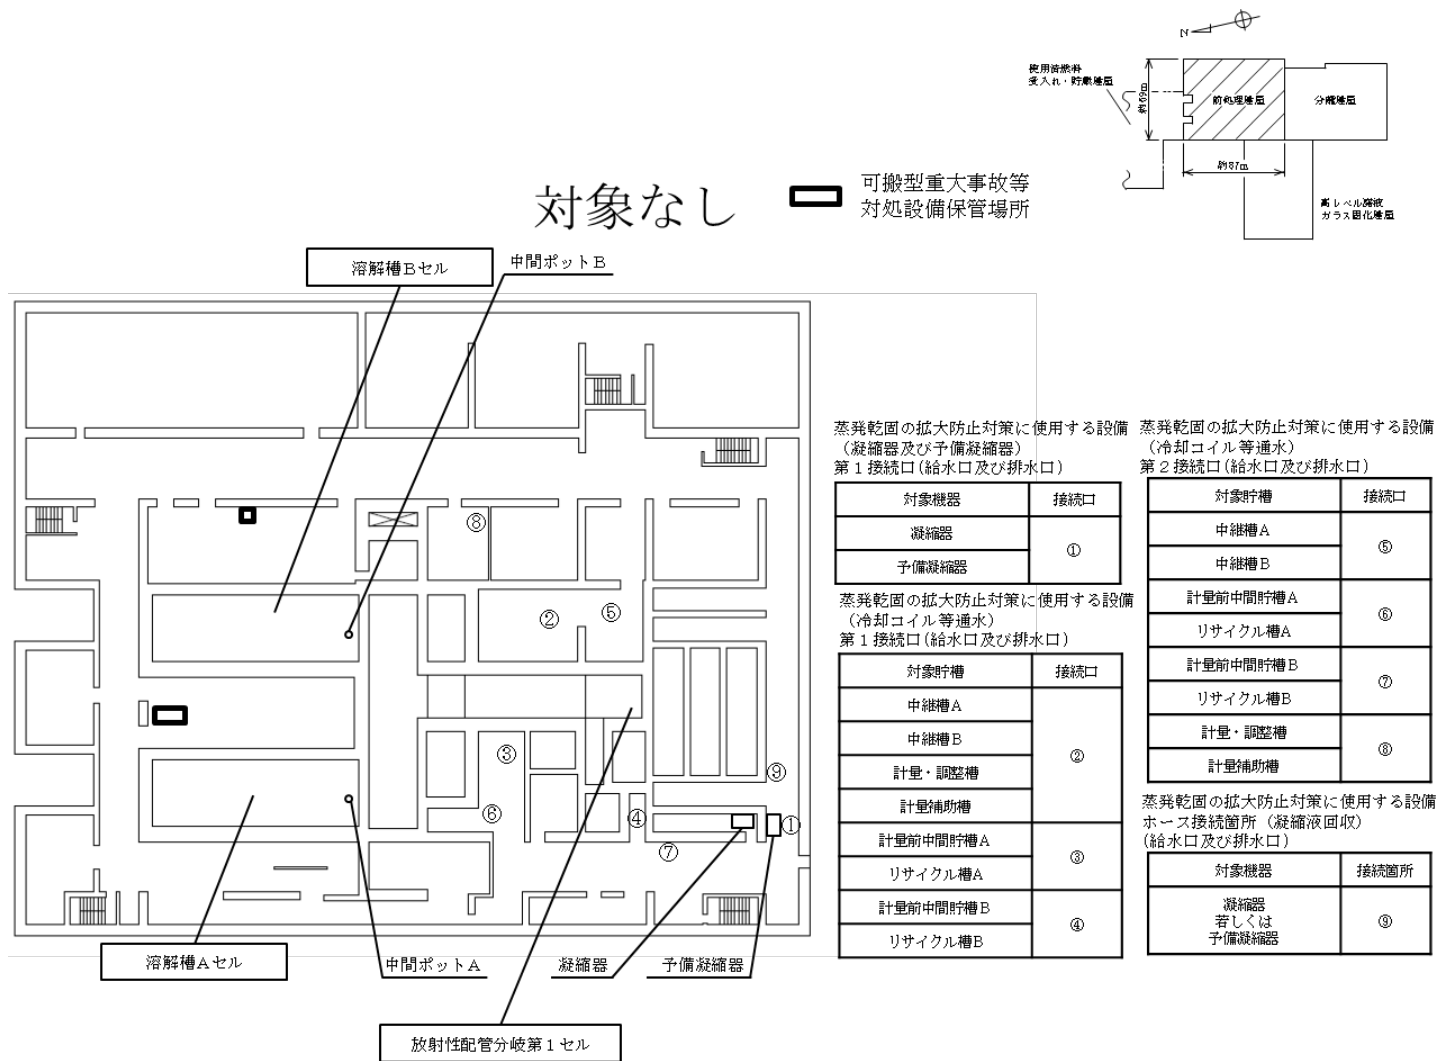 N
使用済燃料
受入れ・貯蔵建屋
約69m
前処理建屋
分離建屋
約87m
高レベル廃液
ガラス固化建屋
対象なし
可搬型重大事故等
対処設備保管場所
溶解槽Bセル
中間ポットB
⑧
②
⑤
③
⑥
④
⑦
⑨
①
溶解槽Aセル
中間ポットA
凝縮器
予備凝縮器
放射性配管分岐第1セル
蒸発乾固の拡大防止対策に使用する設備
(凝縮器及び予備凝縮器)
第1接続口(給水口及び排水口)
対象機器 接続口
凝縮器 ①
予備凝縮器
蒸発乾固の拡大防止対策に使用する設備
(冷却コイル等通水)
第1接続口(給水口及び排水口)
対象貯槽 接続口
中継槽A ②
中継槽B
計量・調整槽
計量補助槽
計量前中間貯槽A ③
リサイクル槽A
計量前中間貯槽B ④
リサイクル槽B
蒸発乾固の拡大防止対策に使用する設備
(冷却コイル等通水)
第2接続口(給水口及び排水口)
対象貯槽 接続口
中継槽A ⑤
中継槽B
計量前中間貯槽A ⑥
リサイクル槽A
計量前中間貯槽B ⑦
リサイクル槽B
計量・調整槽 ⑧
計量補助槽
蒸発乾固の拡大防止対策に使用する設備
ホース接続箇所(凝縮液回収)
(給水口及び排水口)
対象機器 接続箇所
凝縮器
若しくは ⑨
予備凝縮器